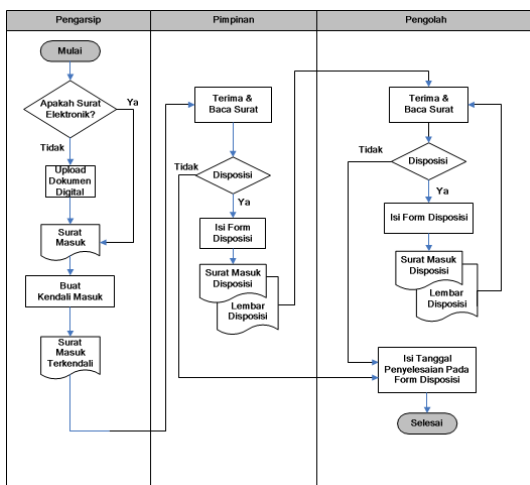 Pengarsip
Pimpinan
Pengolah
Mulai
Apakah Surat
Elektronik?
Ya
Tidak
Upload
Dokumen
Digital
Surat
Masuk
Buat
Kendali Masuk
Surat
Masuk
Terkendali
Terima &
Baca Surat
Tidak
Disposisi
Ya
Isi Form
Disposisi
Surat Masuk
Disposisi
Lembar
Disposisi
Terima &
Baca Surat
Tidak
Disposisi
Ya
Isi Form Disposisi
Surat Masuk
Disposisi
Lembar
Disposisi
Isi Tanggal
Penyelesaian Pada
Form Disposisi
Selesai